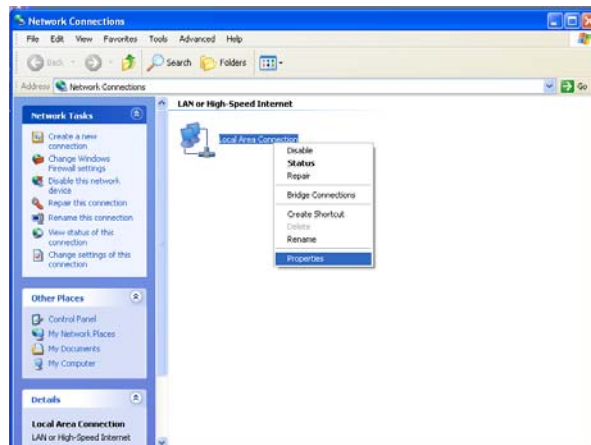 Network Connections
File Edit View Favorites Tools Advanced Help
Back Search Folders
Address Network Connections Go
Network Tasks
Create a new
connection
Change Windows
Firewall settings
Disable this network
device
Repair this connection
Rename this connection
View status of this
connection
Change settings of this
connection
Other Places
Control Panel
My Network Places
My Documents
My Computer
Details
Local Area Connection
LAN or High-Speed Internet
LAN or High-Speed Internet
Local Area Connection
Disable
Status
Repair
Bridge Connections
Create Shortcut
Delete
Rename
Properties